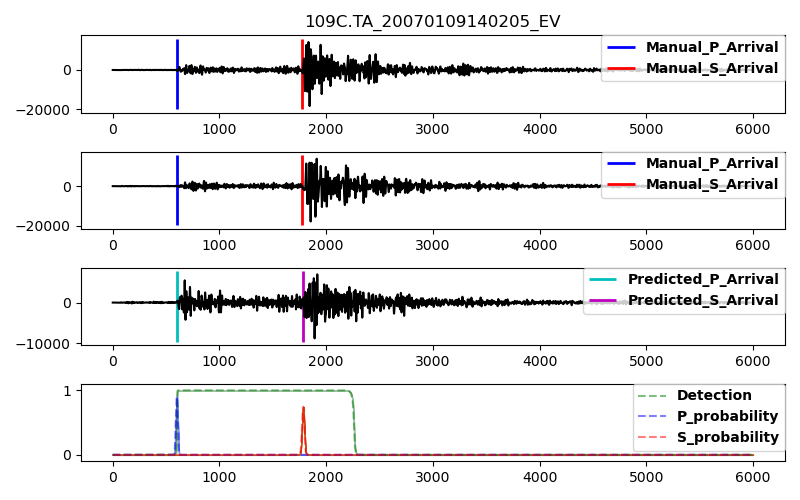 109C.TA_20070109140205_EV
Manual_P_Arrival
Manual_S_Arrival
0
−20000
0 1000 2000 3000 4000 5000 6000
Manual_P_Arrival
Manual_S_Arrival
0
−20000
0 1000 2000 3000 4000 5000 6000
Predicted_P_Arrival
Predicted_S_Arrival
0
−10000
0 1000 2000 3000 4000 5000 6000
1
Detection
P_probability
S_probability
0
0 1000 2000 3000 4000 5000 6000